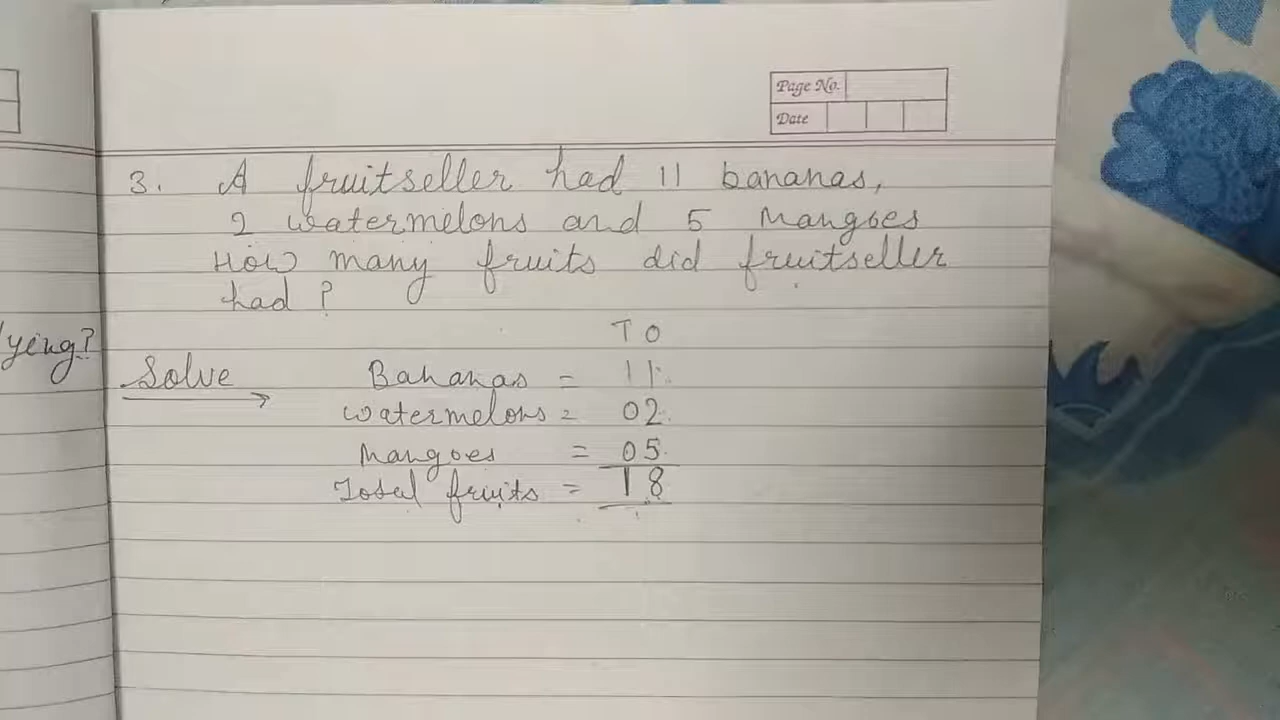 Page No.
Date
3. A fruitseller had 11 bananas,
2 watermelons and 5 Mangoes
How many fruits did fruitseller
had ?
ying?
T O
Solve Bananas = 11
watermelons = 02
Mangoes = 05
Total fruits = 18